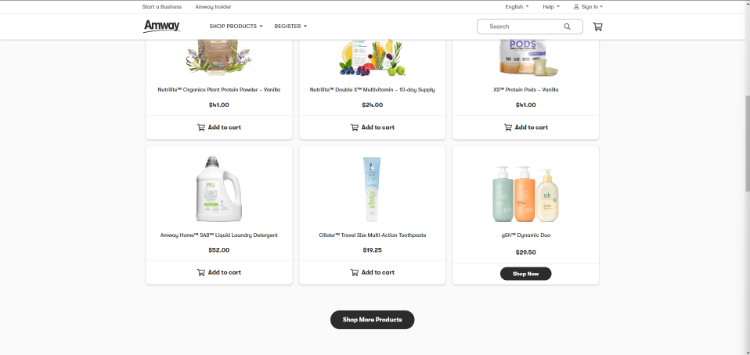 Start a Business Amway Insider English Help Sign In
Amway SHOP PRODUCTS REGISTER Search
PODS
Nutrilite™ Organics Plant Protein Powder – Vanilla
$41.00
Add to cart
Nutrilite™ Double X™ Multivitamin – 10-day Supply
$24.00
Add to cart
XS™ Protein Pods – Vanilla
$41.00
Add to cart
Amway Home™ SA8™ Liquid Laundry Detergent
$52.00
Add to cart
Glister™ Travel Size Multi-Action Toothpaste
$19.25
Add to cart
g&h™ Dynamic Duo
$29.50
Shop Now
Shop More Products